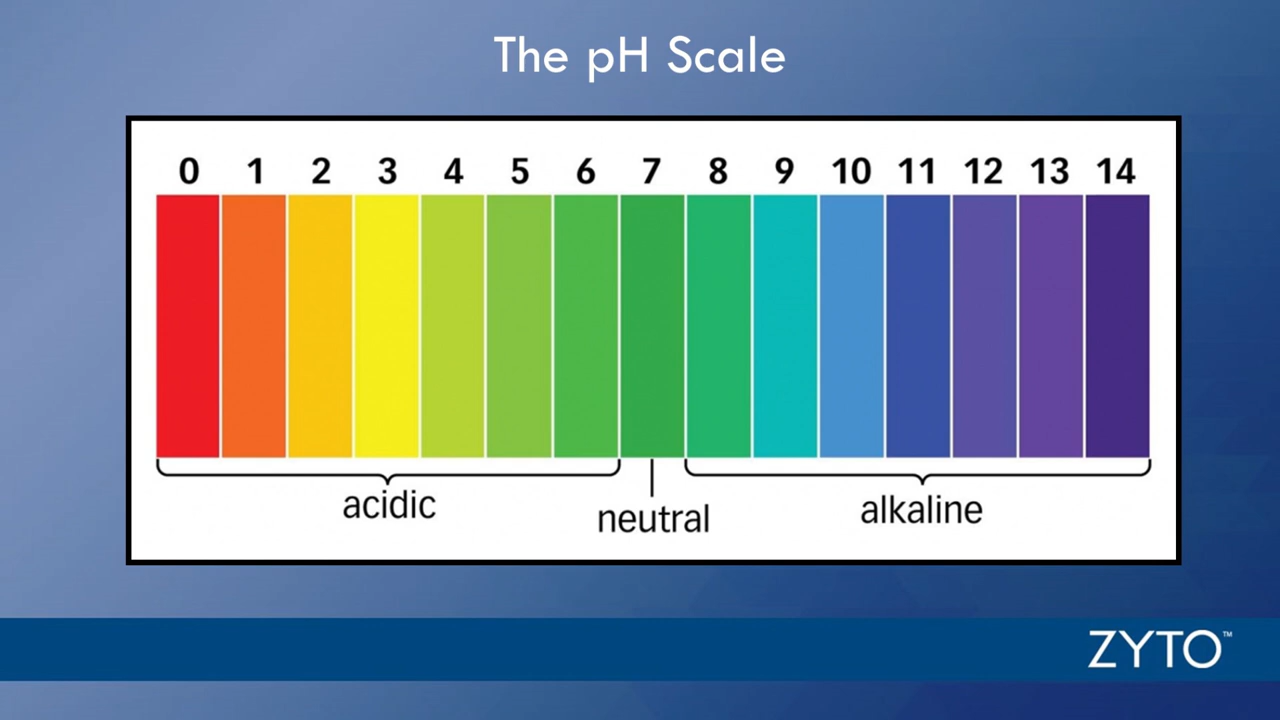 The pH Scale
0 1 2 3 4 5 6 7 8 9 10 11 12 13 14
acidic
neutral
alkaline
ZYTO™